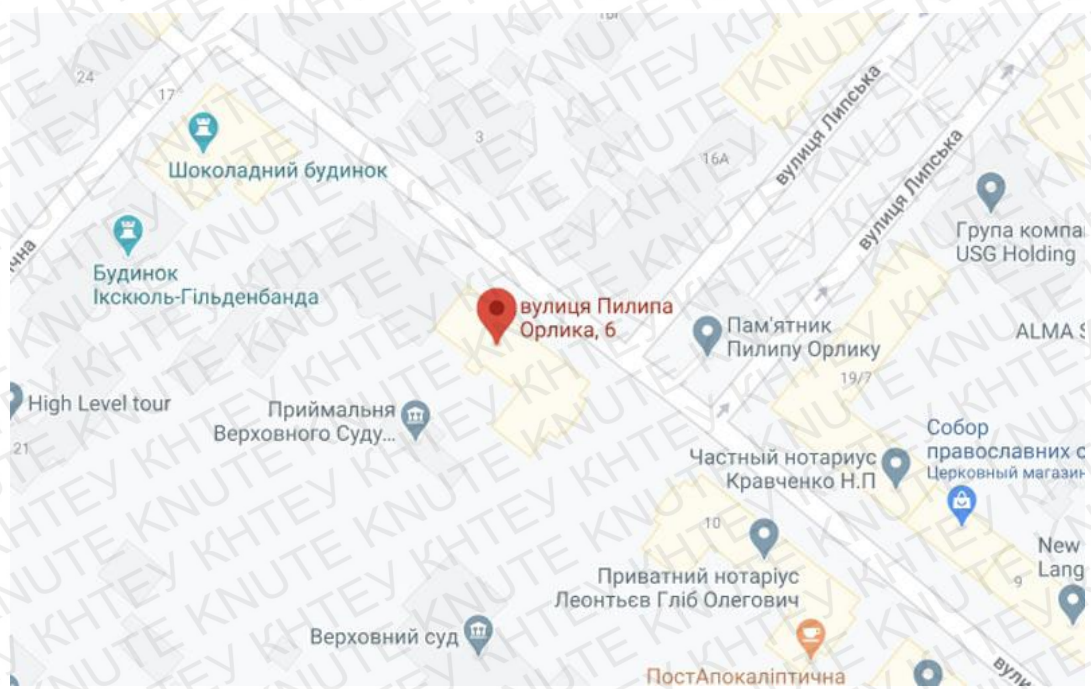 24
17
Шоколадний будинок
3
16А
вулиця Липська
вулиця Липська
Група компа
USG Holding
Будинок
Ікскюль-Гільденбанда
вулиця Пилипа
Орлика, 6
Пам'ятник
Пилипу Орлику
ALMA S
19/7
High Level tour
21
Приймальня
Верховного Суду...
Собор
православних с
Церковный магазин
Частный нотариус
Кравченко Н.П
10
New
Lang
9
Приватний нотаріус
Леонтьєв Гліб Олегович
Верховний суд
ПостАпокаліптична